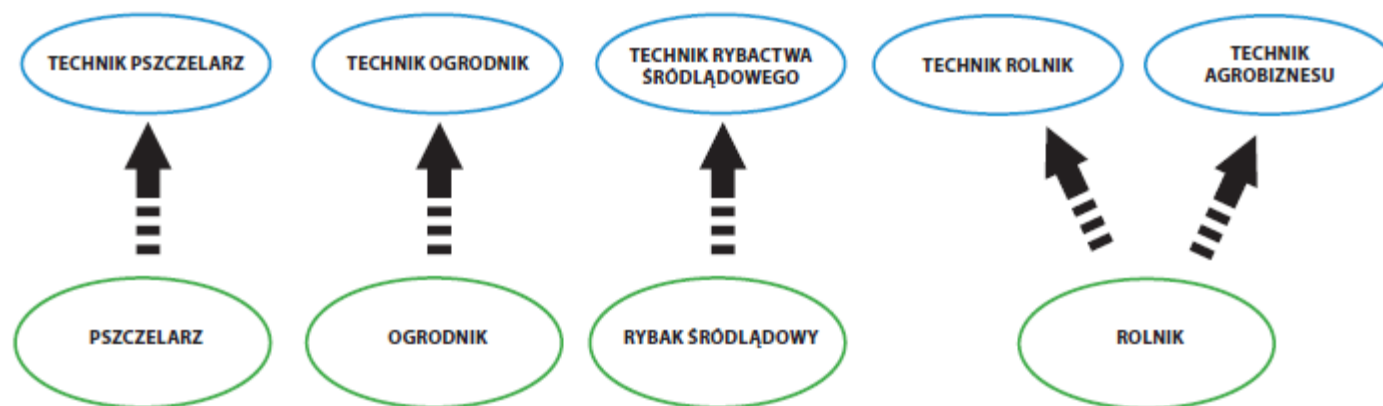 TECHNIK PSZCZELARZ
TECHNIK OGRODNIK
TECHNIK RYBACTWA
ŚRÓDLĄDOWEGO
TECHNIK ROLNIK
TECHNIK
AGROBIZNESU
PSZCZELARZ
OGRODNIK
RYBAK ŚRÓDLĄDOWY
ROLNIK